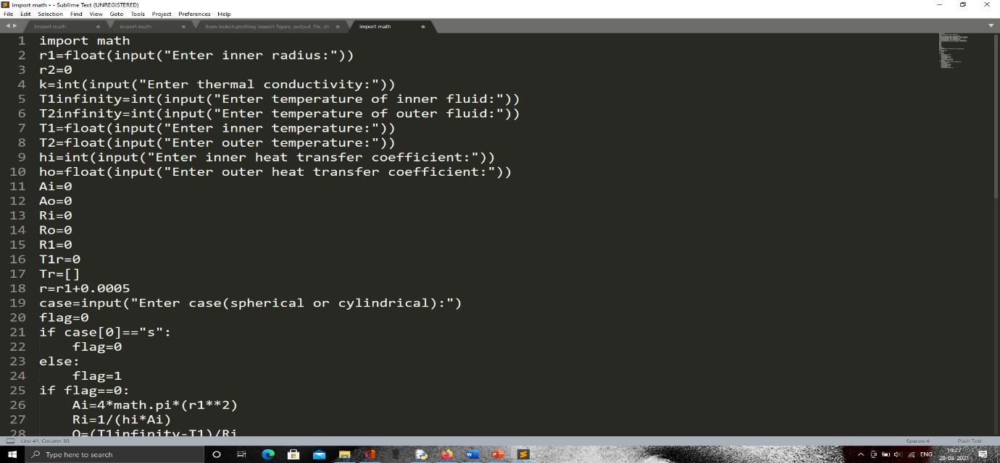 import math • - Sublime Text (UNREGISTERED)
File Edit Selection Find View Goto Tools Project Preferences Help
import math import math from bokeh.plotting import figure, output_file, sh import math
1 import math
2 r1=float(input("Enter inner radius:"))
3 r2=0
4 k=int(input("Enter thermal conductivity:"))
5 T1infinity=int(input("Enter temperature of inner fluid:"))
6 T2infinity=int(input("Enter temperature of outer fluid:"))
7 T1=float(input("Enter inner temperature:"))
8 T2=float(input("Enter outer temperature:"))
9 hi=int(input("Enter inner heat transfer coefficient:"))
10 ho=float(input("Enter outer heat transfer coefficient:"))
11 Ai=0
12 Ao=0
13 Ri=0
14 Ro=0
15 R1=0
16 T1r=0
17 Tr=[]
18 r=r1+0.0005
19 case=input("Enter case(spherical or cylindrical):")
20 flag=0
21 if case[0]=="s":
22 flag=0
23 else:
24 flag=1
25 if flag==0:
26 Ai=4*math.pi*(r1**2)
27 Ri=1/(hi*Ai)
28 Q=(T1infinity-T1)/Ri
Line 41, Column 30 Spaces: 4 Plain Text
Type here to search
ENG 19:27
28-03-2021